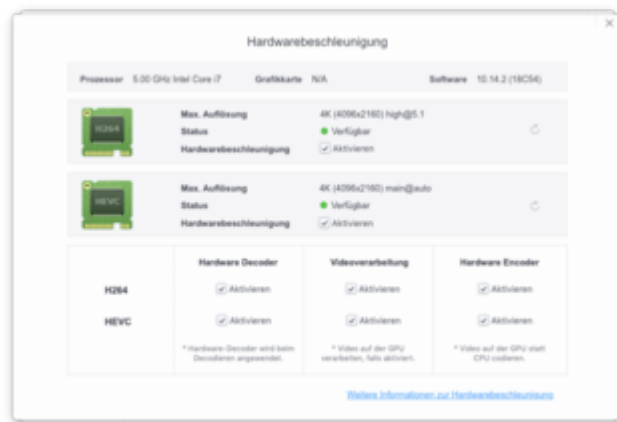 Hardwarebeschleunigung
Prozessor 5.00 GHz Intel Core i7 Grafikkarte N/A Software 10.14.2 (18C54)
H264
Max. Auflösung 4K (4096x2160) high@5.1
Status Verfügbar
Hardwarebeschleunigung Aktivieren
HEVC
Max. Auflösung 4K (4096x2160) main@auto
Status Verfügbar
Hardwarebeschleunigung Aktivieren
Hardware Decoder Videoverarbeitung Hardware Encoder
H264 Aktivieren Aktivieren Aktivieren
HEVC Aktivieren Aktivieren Aktivieren
* Hardware-Decoder wird beim * Video auf der GPU * Video auf der GPU statt
Decodieren angewendet. verarbeiten, falls aktiviert. CPU codieren.
Weitere Informationen zur Hardwarebeschleunigung